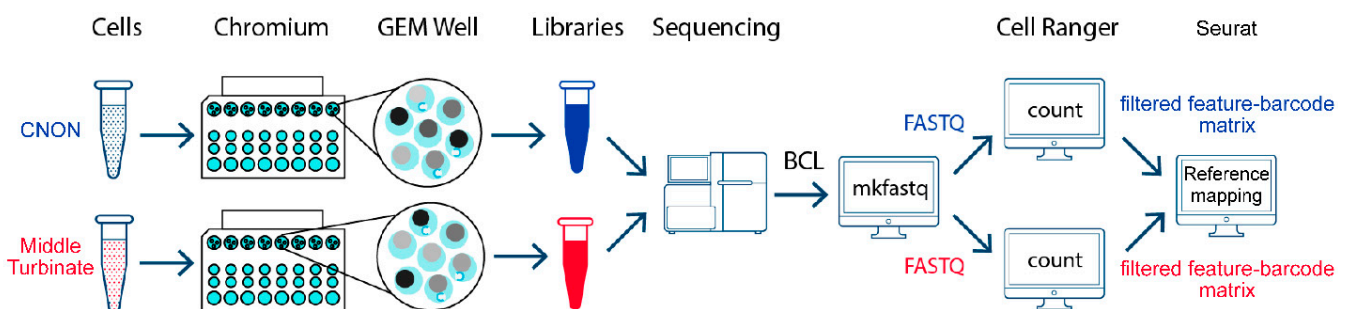 Cells Chromium GEM Well Libraries Sequencing Cell Ranger Seurat
CNON
FASTQ
count
filtered feature-barcode
matrix
BCL
mkfastq
Reference
mapping
Middle
Turbinate
FASTQ
count
filtered feature-barcode
matrix